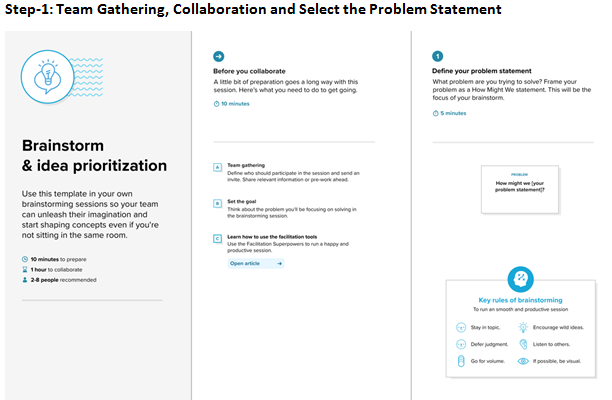 Step-1: Team Gathering, Collaboration and Select the Problem Statement
Brainstorm
& idea prioritization
Use this template in your own
brainstorming sessions so your team
can unleash their imagination and
start shaping concepts even if you're
not sitting in the same room.
10 minutes to prepare
1 hour to collaborate
2-8 people recommended
Before you collaborate
A little bit of preparation goes a long way with this
session. Here's what you need to do to get going.
10 minutes
A
Team gathering
Define who should participate in the session and send an
invite. Share relevant information or pre-work ahead.
B
Set the goal
Think about the problem you'll be focusing on solving in
the brainstorming session.
C
Learn how to use the facilitation tools
Use the Facilitation Superpowers to run a happy and
productive session.
Open article
1
Define your problem statement
What problem are you trying to solve? Frame your
problem as a How Might We statement. This will be the
focus of your brainstorm.
5 minutes
PROBLEM
How might we [your
problem statement]?
Key rules of brainstorming
To run an smooth and productive session
Stay in topic.
Encourage wild ideas.
Defer judgment.
Listen to others.
Go for volume.
If possible, be visual.